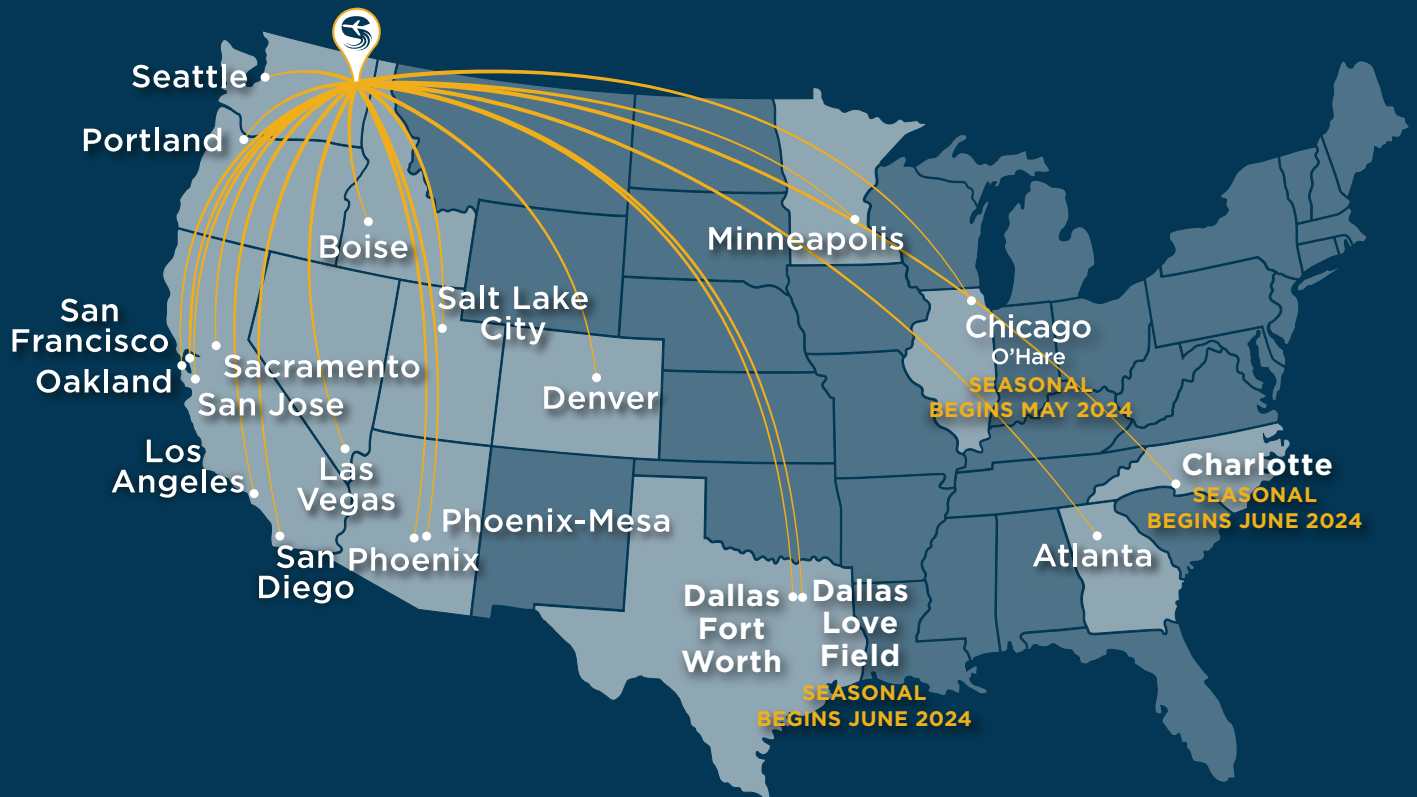 Seattle
Portland
Boise
Minneapolis
Salt Lake
City
San
Francisco
Oakland
Sacramento
San Jose
Denver
Chicago
O'Hare
SEASONAL
BEGINS MAY 2024
Los
Angeles
Las
Vegas
Charlotte
SEASONAL
BEGINS JUNE 2024
Phoenix-Mesa
San
Diego
Phoenix
Atlanta
Dallas
Fort
Worth
Dallas
Love
Field
SEASONAL
BEGINS JUNE 2024